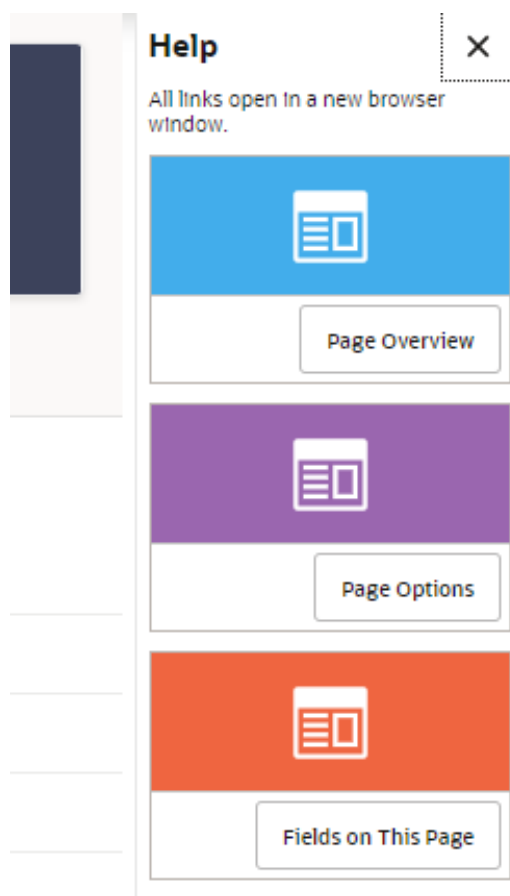 Help
All links open in a new browser
window.
Page Overview
Page Options
Fields on This Page